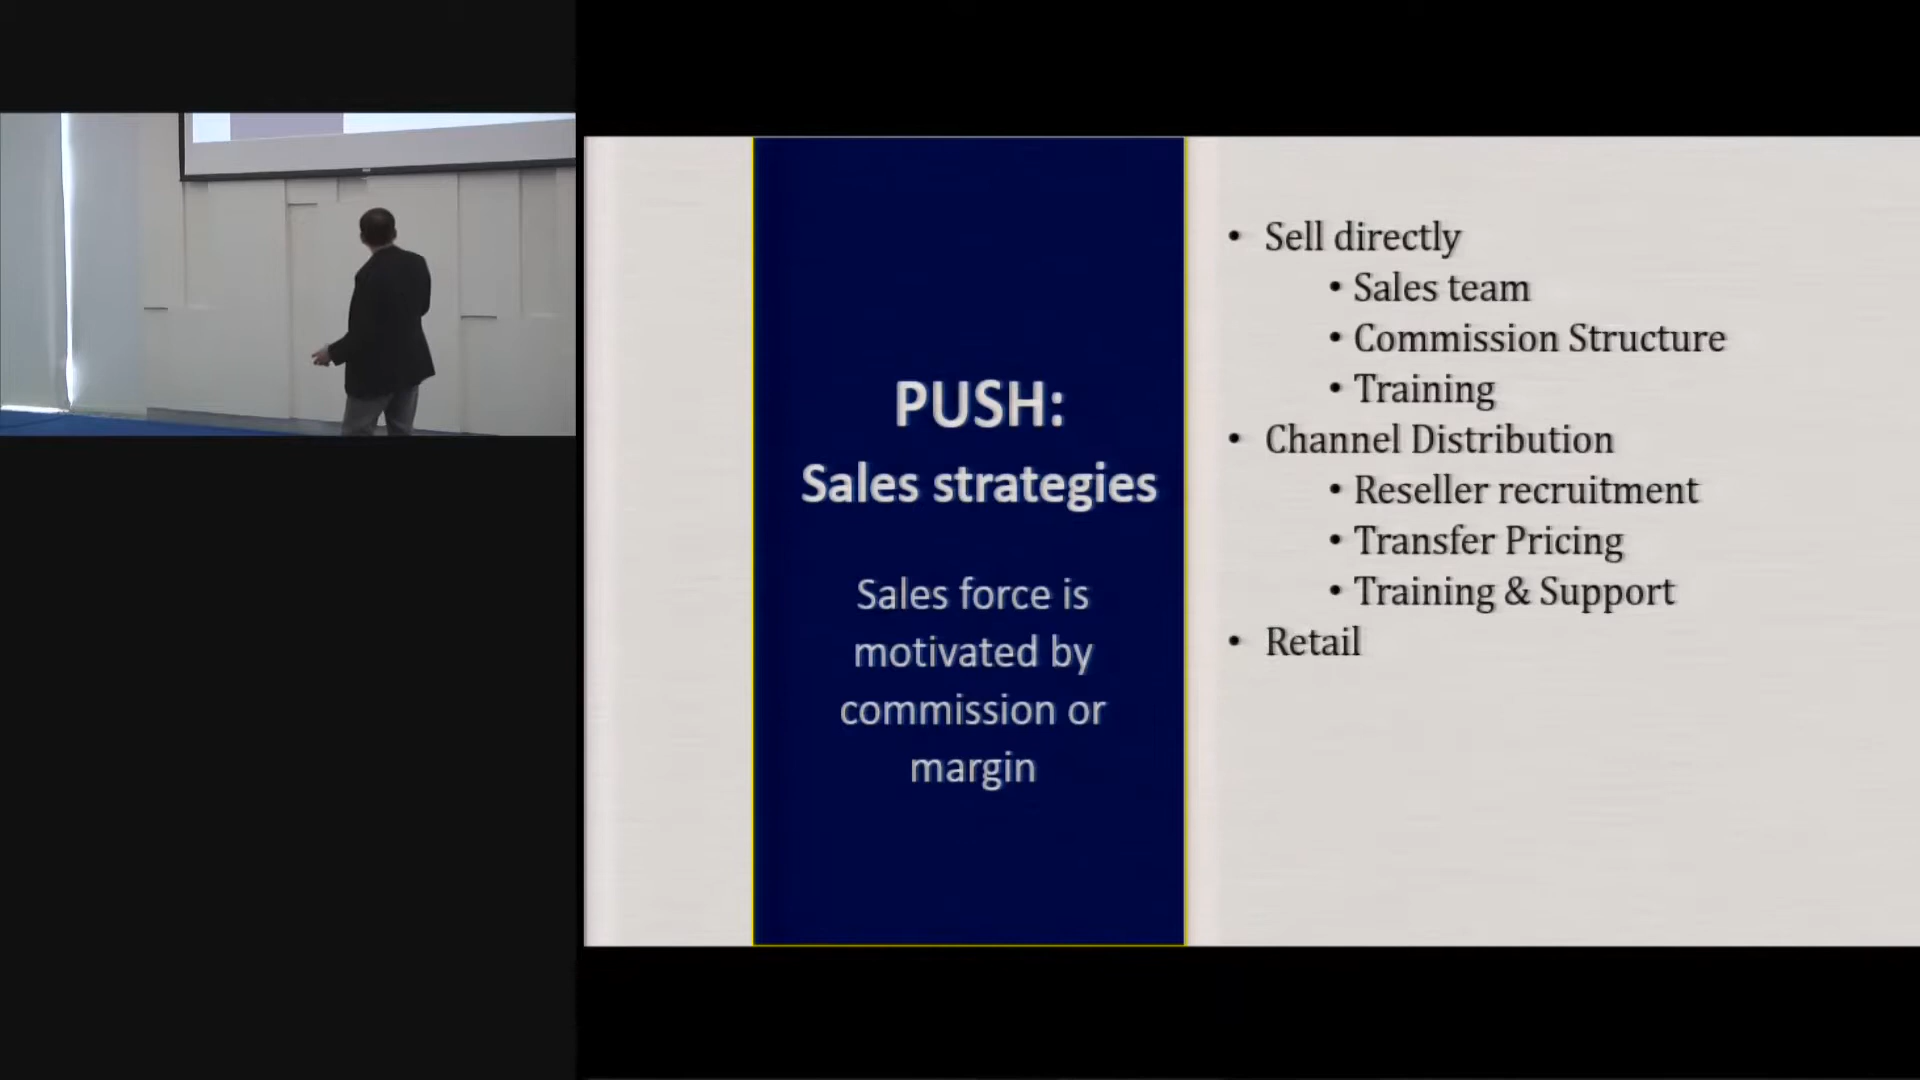 PUSH:
Sales strategies
Sales force is
motivated by
commission or
margin
• Sell directly
• Sales team
• Commission Structure
• Training
• Channel Distribution
• Reseller recruitment
• Transfer Pricing
• Training & Support
• Retail